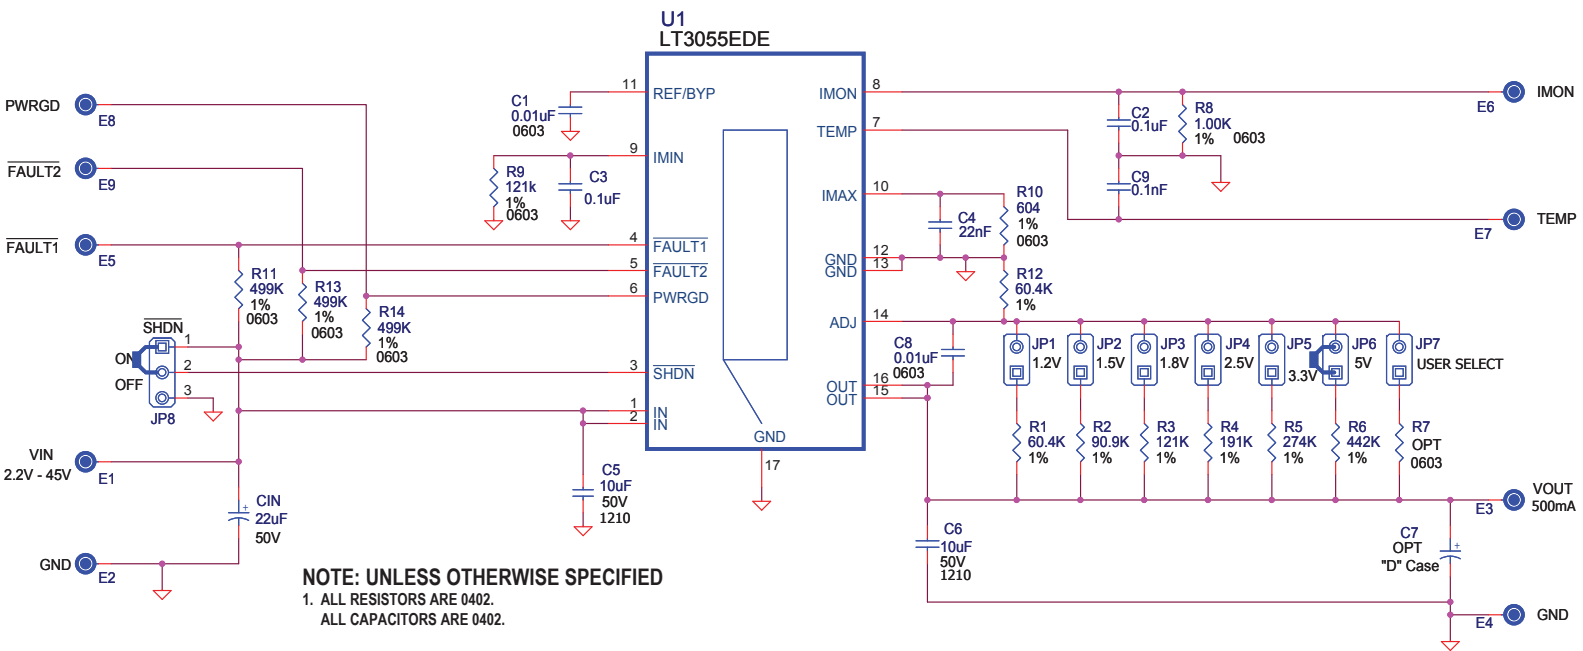 U1
LT3055EDE
PWRGD
E8
FAULT2
E9
FAULT1
E5
C1
0.01uF
0603
11
REF/BYP
9
IMIN
R9
121k
1%
0603
C3
0.1uF
4
FAULT1
5
FAULT2
6
PWRGD
3
SHDN
1
IN
2
IN
GND
17
R11
499K
1%
0603
R13
499K
1%
0603
R14
499K
1%
0603
SHDN
ON
OFF
1
2
3
JP8
VIN
2.2V - 45V
E1
CIN
22uF
50V
+
GND
E2
C5
10uF
50V
1210
IMON
8
TEMP
7
IMAX
10
GND
12
GND
13
ADJ
14
OUT
16
OUT
15
C2
0.1uF
R8
1.00K
1%
0603
C9
0.1nF
E6
IMON
E7
TEMP
C4
22nF
R10
604
1%
0603
R12
60.4K
1%
C8
0.01uF
0603
JP1
1.2V
JP2
1.5V
JP3
1.8V
JP4
2.5V
JP5
3.3V
JP6
5V
JP7
USER SELECT
R1
60.4K
1%
R2
90.9K
1%
R3
121K
1%
R4
191K
1%
R5
274K
1%
R6
442K
1%
R7
OPT
0603
E3
VOUT
500mA
C6
10uF
50V
1210
C7
OPT
"D" Case
+
E4
GND
NOTE: UNLESS OTHERWISE SPECIFIED
1. ALL RESISTORS ARE 0402.
ALL CAPACITORS ARE 0402.